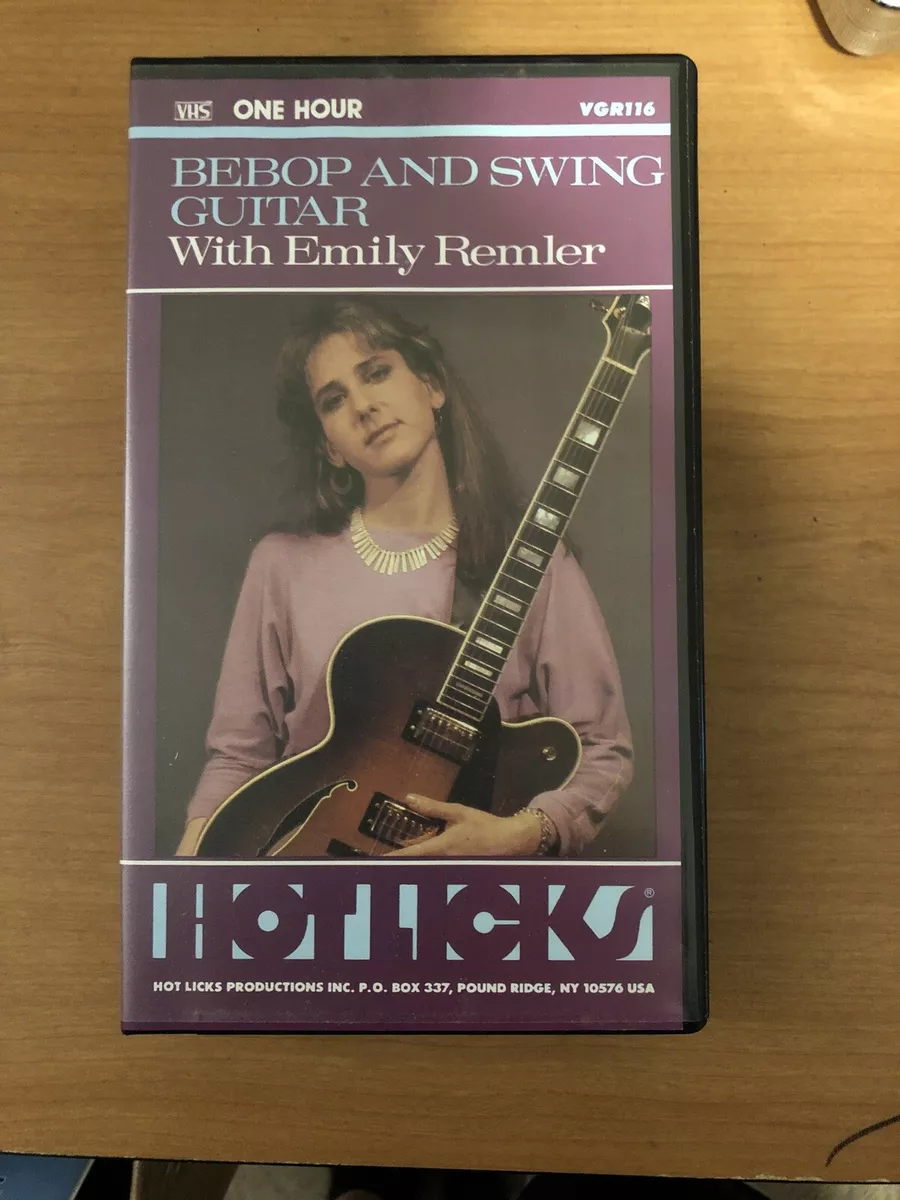 VHS ONE HOUR VGR116
BEBOP AND SWING
GUITAR
With Emily Remler
HOT LICKS®
HOT LICKS PRODUCTIONS INC. P.O. BOX 337, POUND RIDGE, NY 10576 USA